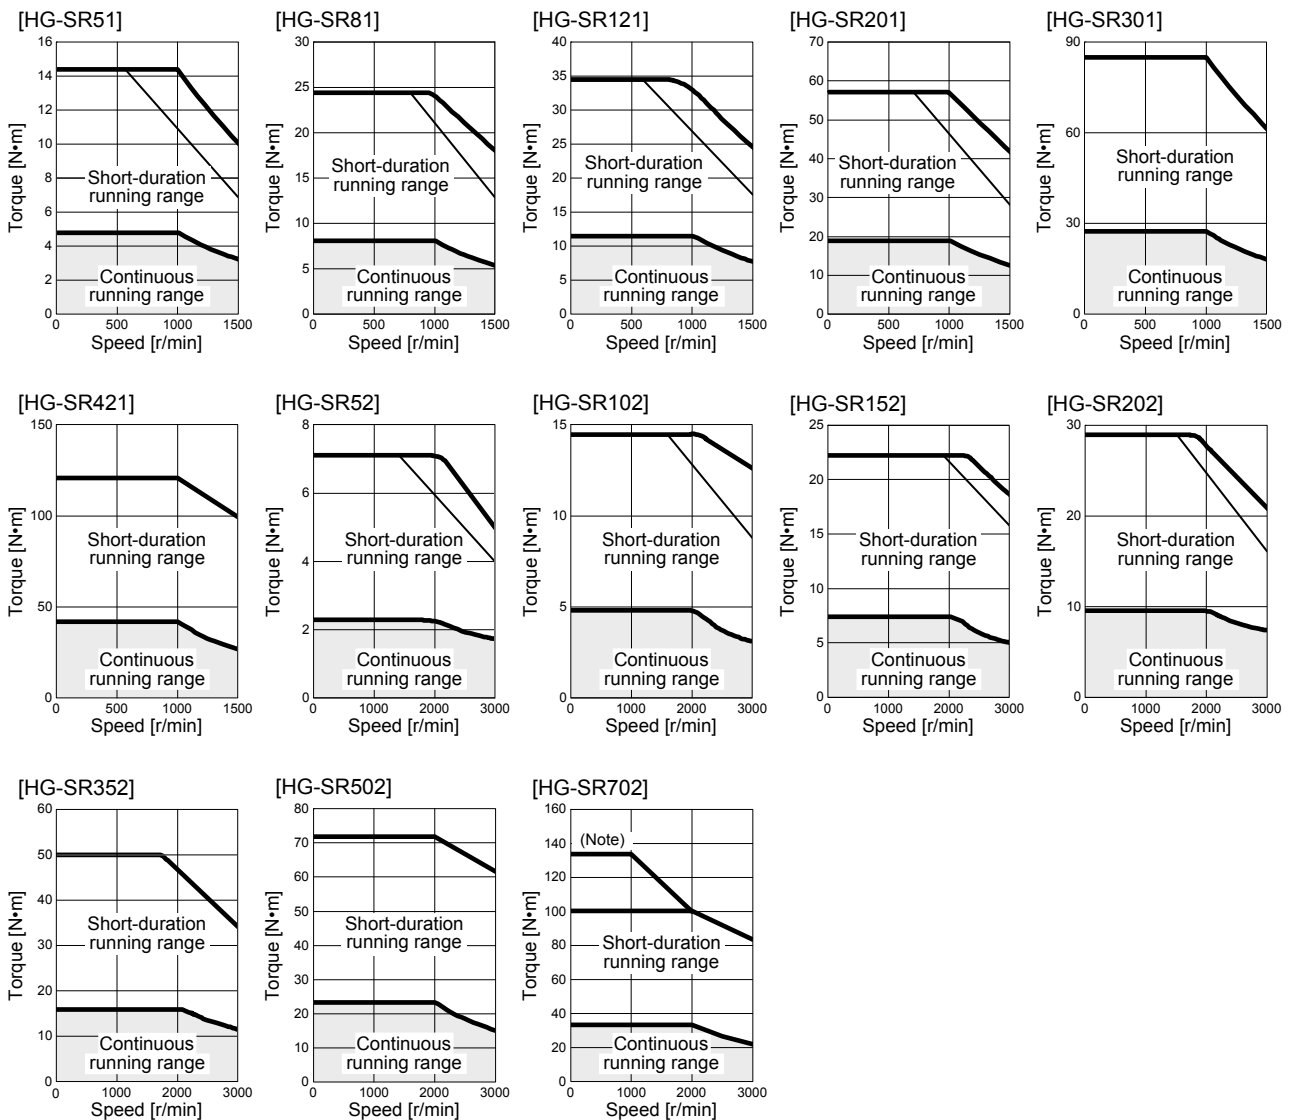 [HG-SR51]
Torque [N•m]
16
14
12
10
8
6
4
2
0
Short-duration
running range
Continuous
running range
0 500 1000 1500
Speed [r/min]
[HG-SR81]
Torque [N•m]
30
25
20
15
10
5
0
Short-duration
running range
Continuous
running range
0 500 1000 1500
Speed [r/min]
[HG-SR121]
Torque [N•m]
40
35
30
25
20
15
10
5
0
Short-duration
running range
Continuous
running range
0 500 1000 1500
Speed [r/min]
[HG-SR201]
Torque [N•m]
70
60
50
40
30
20
10
0
Short-duration
running range
Continuous
running range
0 500 1000 1500
Speed [r/min]
[HG-SR301]
Torque [N•m]
90
60
30
0
Short-duration
running range
Continuous
running range
0 500 1000 1500
Speed [r/min]
[HG-SR421]
Torque [N•m]
150
100
50
0
Short-duration
running range
Continuous
running range
0 500 1000 1500
Speed [r/min]
[HG-SR52]
Torque [N•m]
8
6
4
2
0
Short-duration
running range
Continuous
running range
0 1000 2000 3000
Speed [r/min]
[HG-SR102]
Torque [N•m]
15
10
5
0
Short-duration
running range
Continuous
running range
0 1000 2000 3000
Speed [r/min]
[HG-SR152]
Torque [N•m]
25
20
15
10
5
0
Short-duration
running range
Continuous
running range
0 1000 2000 3000
Speed [r/min]
[HG-SR202]
Torque [N•m]
30
20
10
0
Short-duration
running range
Continuous
running range
0 1000 2000 3000
Speed [r/min]
[HG-SR352]
Torque [N•m]
60
50
40
30
20
10
0
Short-duration
running range
Continuous
running range
0 1000 2000 3000
Speed [r/min]
[HG-SR502]
Torque [N•m]
80
70
60
50
40
30
20
10
0
Short-duration
running range
Continuous
running range
0 1000 2000 3000
Speed [r/min]
[HG-SR702]
Torque [N•m]
160
140
120
100
80
60
40
20
0
(Note)
Short-duration
running range
Continuous
running range
0 1000 2000 3000
Speed [r/min]